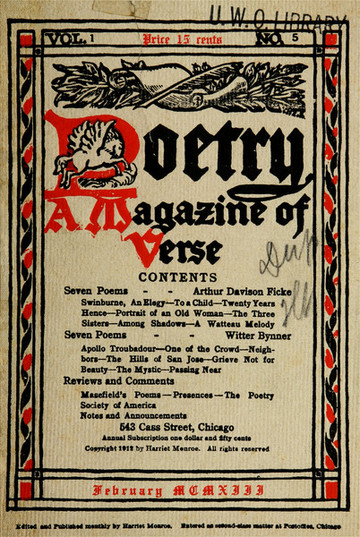 U. W. O. LIBRARY
VOL. 1 Price 15 cents NO. 5
Poetry
A Magazine of
Verse
CONTENTS
Seven Poems - - Arthur Davison Ficke
Swinburne, An Elegy—To a Child—Twenty Years
Hence—Portrait of an Old Woman—The Three
Sisters—Among Shadows—A Watteau Melody
Seven Poems - - - Witter Bynner
Apollo Troubadour—One of the Crowd—Neigh-
bors—The Hills of San Jose—Grieve Not for
Beauty—The Mystic—Passing Near
Reviews and Comments
Masefield's Poems—Presences—The Poetry
Society of America
Notes and Announcements
543 Cass Street, Chicago
Annual Subscription one dollar and fifty cents
Copyright 1913 by Harriet Monroe. All rights reserved
February MCMXIII
Edited and Published monthly by Harriet Monroe. Entered as second-class matter at Postoffice, Chicago